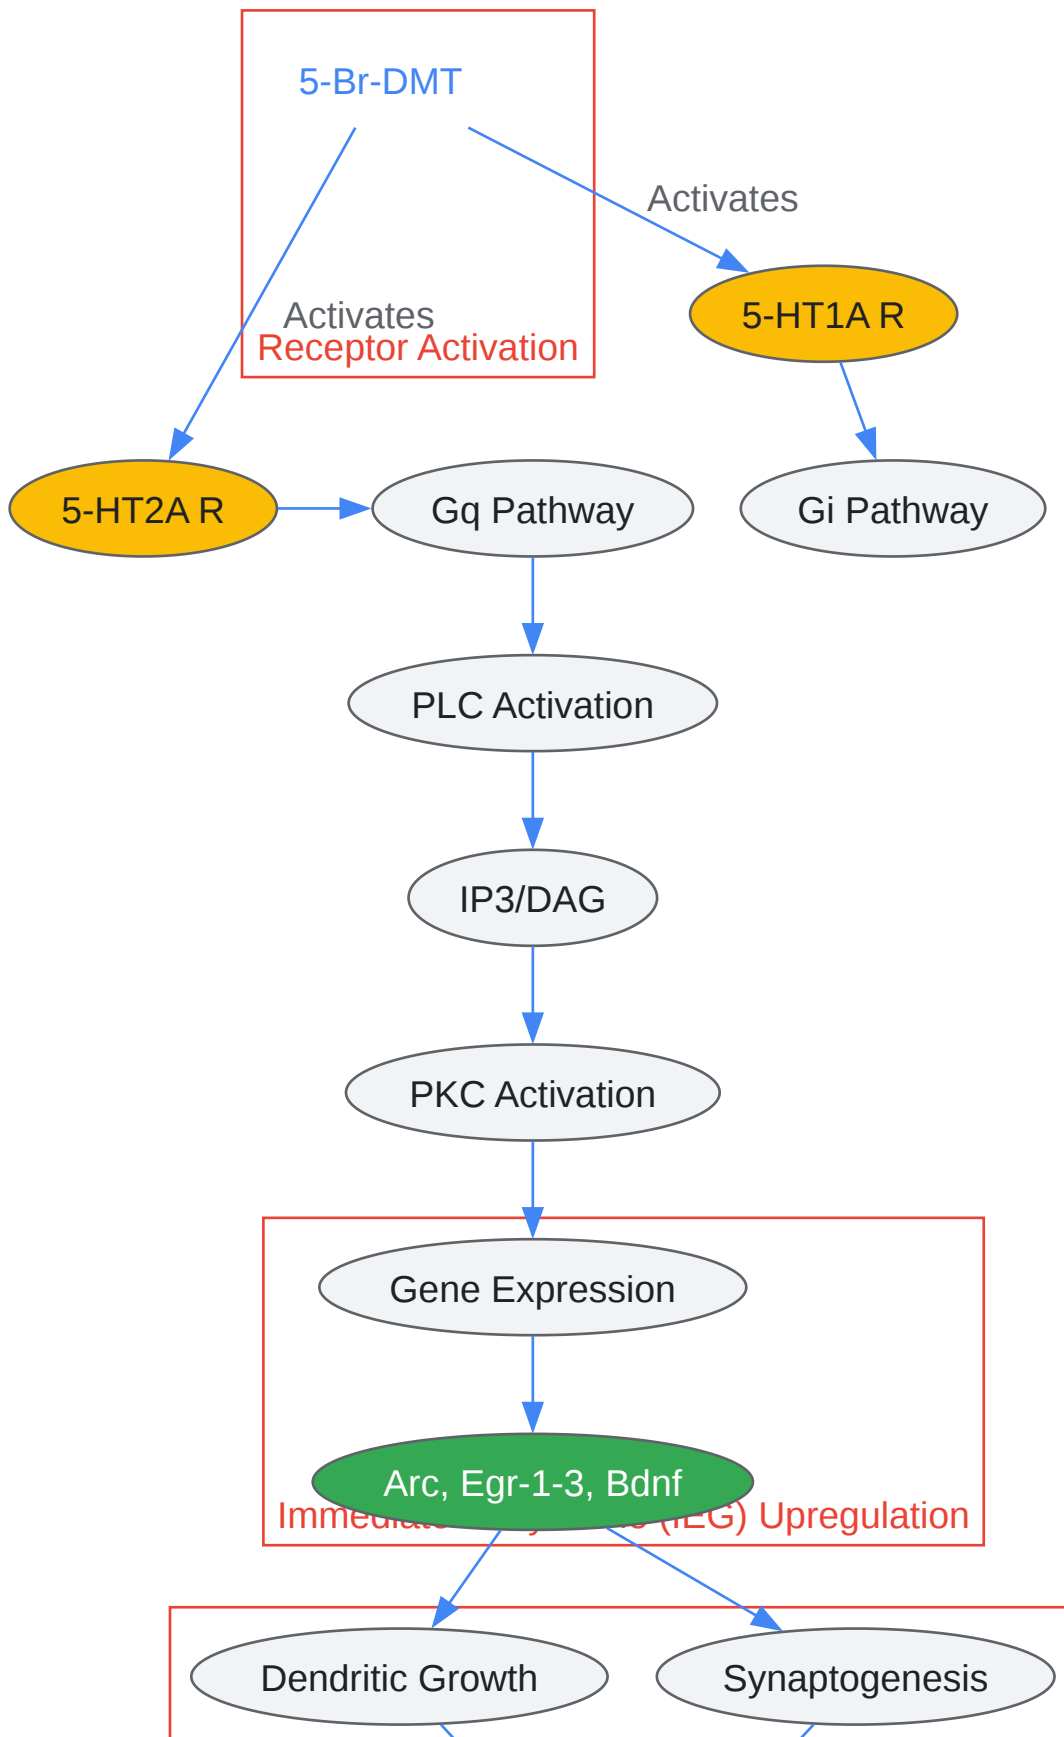 5-Br-DMT
Activates
5-HT1A R
Activates
Receptor Activation
5-HT2A R
Gq Pathway
Gi Pathway
PLC Activation
IP3/DAG
PKC Activation
Gene Expression
Arc, Egr-1-3, Bdnf
(IEG) Upregulation
Dendritic Growth
Synaptogenesis